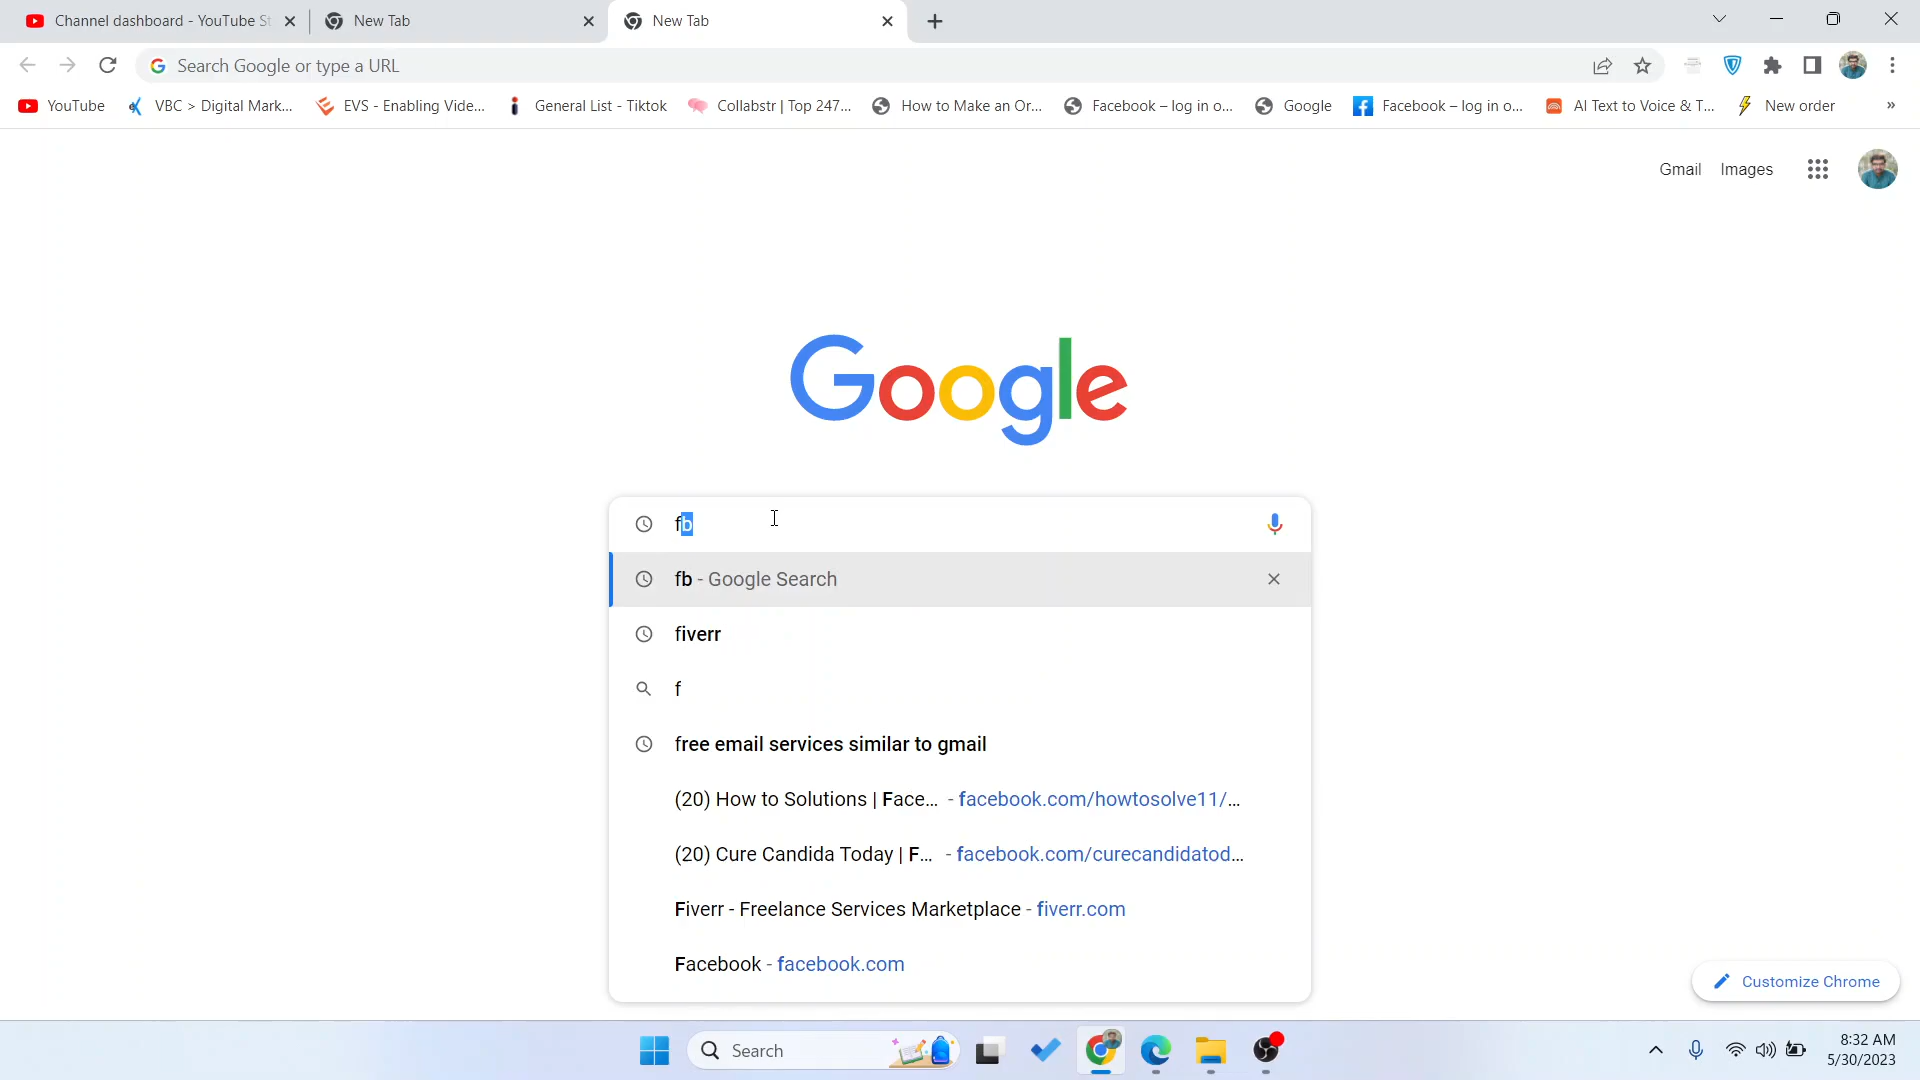 Channel dashboard - YouTube St
New Tab
New Tab
Search Google or type a URL
YouTube
VBC > Digital Mark...
EVS - Enabling Vide...
General List - Tiktok
Collabstr | Top 247...
How to Make an Or...
Facebook – log in o...
Google
Facebook – log in o...
AI Text to Voice & T...
New order
»
Gmail
Images
Google
fb
fb - Google Search
fiverr
f
free email services similar to gmail
(20) How to Solutions | Face... - facebook.com/howtosolve11/...
(20) Cure Candida Today | F... - facebook.com/curecandidatod...
Fiverr - Freelance Services Marketplace - fiverr.com
Facebook - facebook.com
Customize Chrome
Search
8:32 AM
5/30/2023